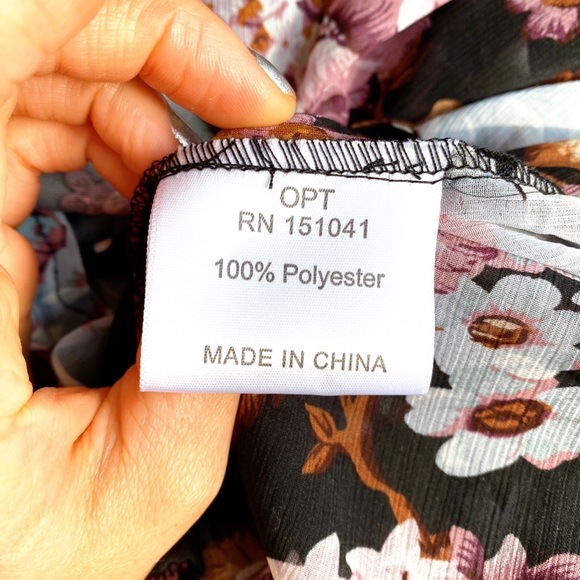 OPT
RN 151041
100% Polyester
MADE IN CHINA